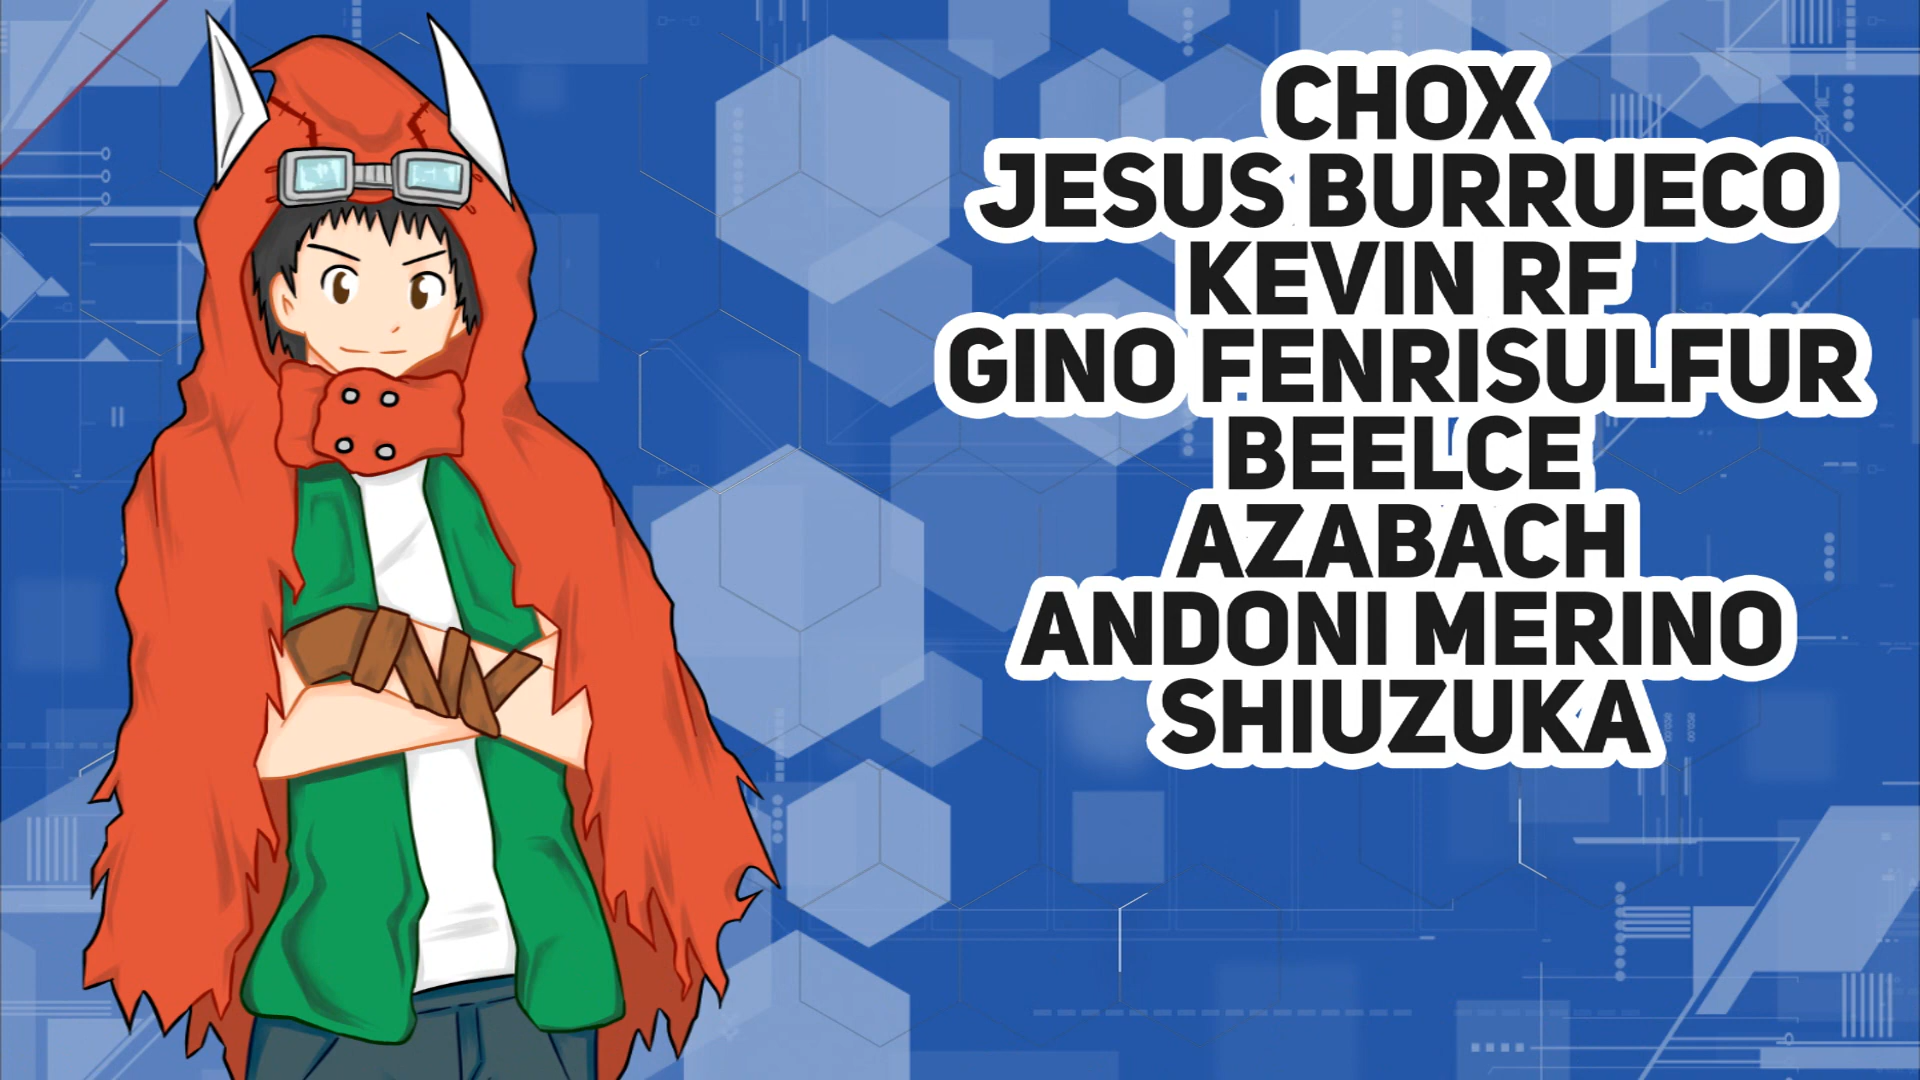 CHOX
JESUS BURRUECO
KEVIN RF
GINO FENRISULFUR
BEELCE
AZABACH
ANDONI MERINO
SHIUZUKA